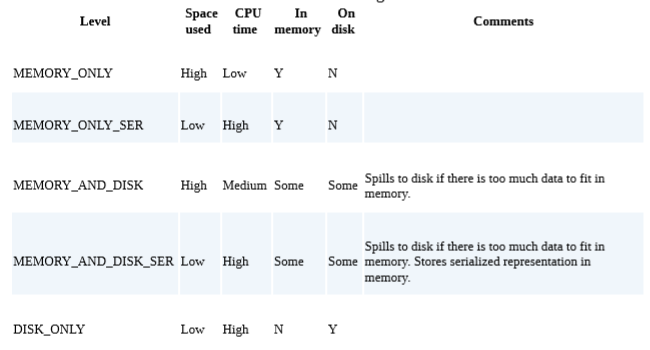 Level Space used CPU time In memory On disk Comments
MEMORY_ONLY High Low Y N
MEMORY_ONLY_SER Low High Y N
MEMORY_AND_DISK High Medium Some Some Spills to disk if there is too much data to fit in memory.
MEMORY_AND_DISK_SER Low High Some Some Spills to disk if there is too much data to fit in memory. Stores serialized representation in memory.
DISK_ONLY Low High N Y